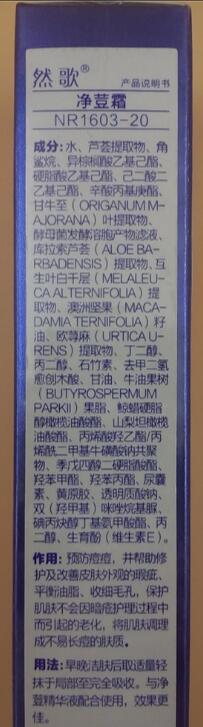 然歌®
产品说明书
净荳霜
NR1603-20
成分：水、芦荟提取物、角
鲨烷、异棕榈酸乙基己酯、
硬脂酸乙基己酯、己二酸二
乙基己酯、辛酸丙基庚酯、
甘牛至（ORIGANUM M-
AJORANA）叶提取物、
酵母菌发酵溶胞产物滤液、
库拉索芦荟（ALOE BA-
RBADENSIS）提取物、互
生叶白千层（MELALEU-
CA ALTERNIFOLIA）提
取物、澳洲坚果（MACA-
DAMIA TERNIFOLIA）籽
油、欧荨麻（URTICA U-
RENS）提取物、丁二醇、
丙二醇、石竹素、去甲二氢
愈创木酸、甘油、牛油果树
（BUTYROSPERMUM
PARKII）果脂、鲸蜡硬脂
醇橄榄油酸酯、山梨坦橄榄
油酸酯、丙烯酸羟乙酯/丙
烯酰二甲基牛磺酸钠共聚
物、季戊四醇二硬脂酸酯、
羟苯甲酯、羟苯丙酯、尿囊
素、黄原胶、透明质酸钠、
双（羟甲基）咪唑烷基脲、
碘丙炔醇丁基氨甲酸酯、丙
二醇、生育酚（维生素E）。
作用：预防痘痘，并帮助修
护及改善皮肤外观的瑕疵、
平衡油脂、收细毛孔，保护
肌肤不会因暗疮护理过程中
而引起的老化，将肌肤调理
成不易长痘的肤质。
用法：早晚洁肤后取适量轻
抹于局部至完全吸收。与净
荳精华液配合使用，效果更
佳。